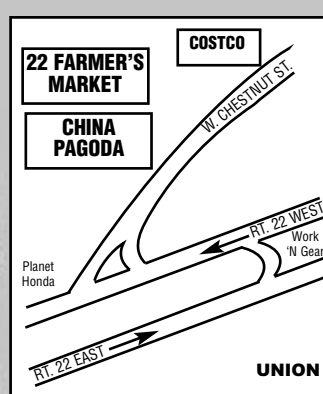 COSTCO
22 FARMER'S
MARKET
CHINA
PAGODA
W. CHESTNUT ST.
RT. 22 WEST
Work
'N Gear
Planet
Honda
RT. 22 EAST
UNION